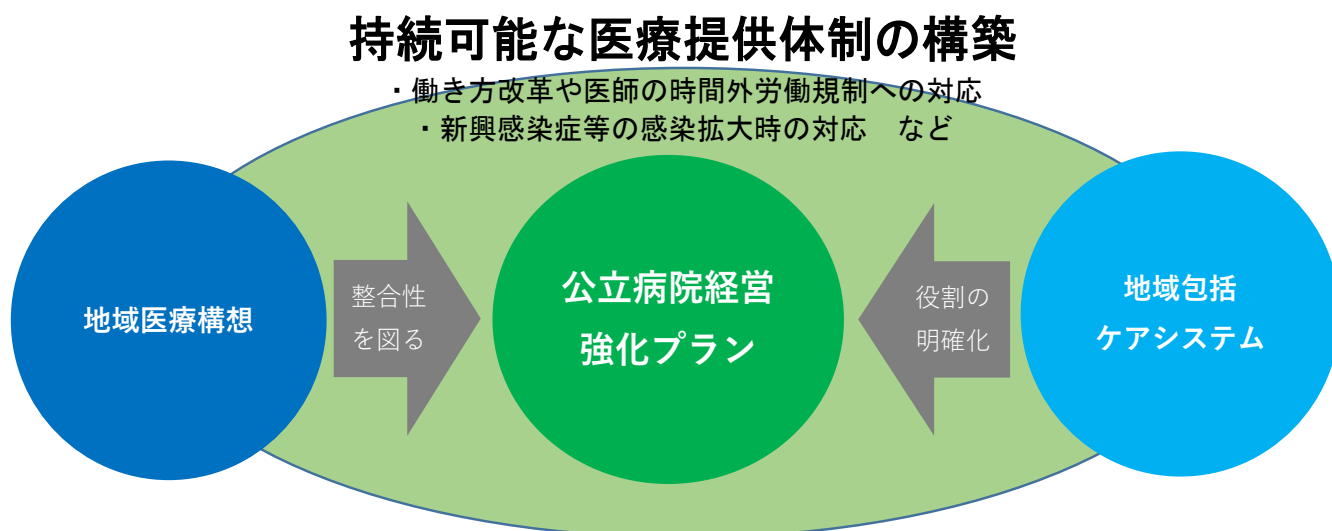 持続可能な医療提供体制の構築
・働き方改革や医師の時間外労働規制への対応
・新興感染症等の感染拡大時の対応　など
地域医療構想
整合性
を図る
公立病院経営
強化プラン
役割の
明確化
地域包括
ケアシステム